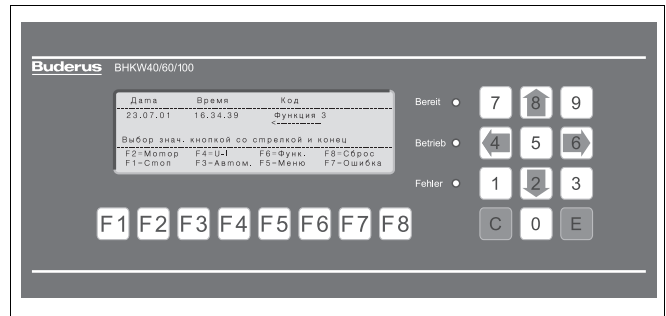 Buderus BHKW40/60/100
Дата Время Код
23.07.01 16.34.39 Функция 3
<---------
Выбор знач. кнопкой со стрелкой и конец
F2=Мотор F4=U-I F6=Функ. F8=Сброс
F1=Стоп F3=Автом. F5=Меню F7=Ошибка
Bereit
Betrieb
Fehler
7 8 9
4 5 6
1 2 3
C 0 E
F1 F2 F3 F4 F5 F6 F7 F8